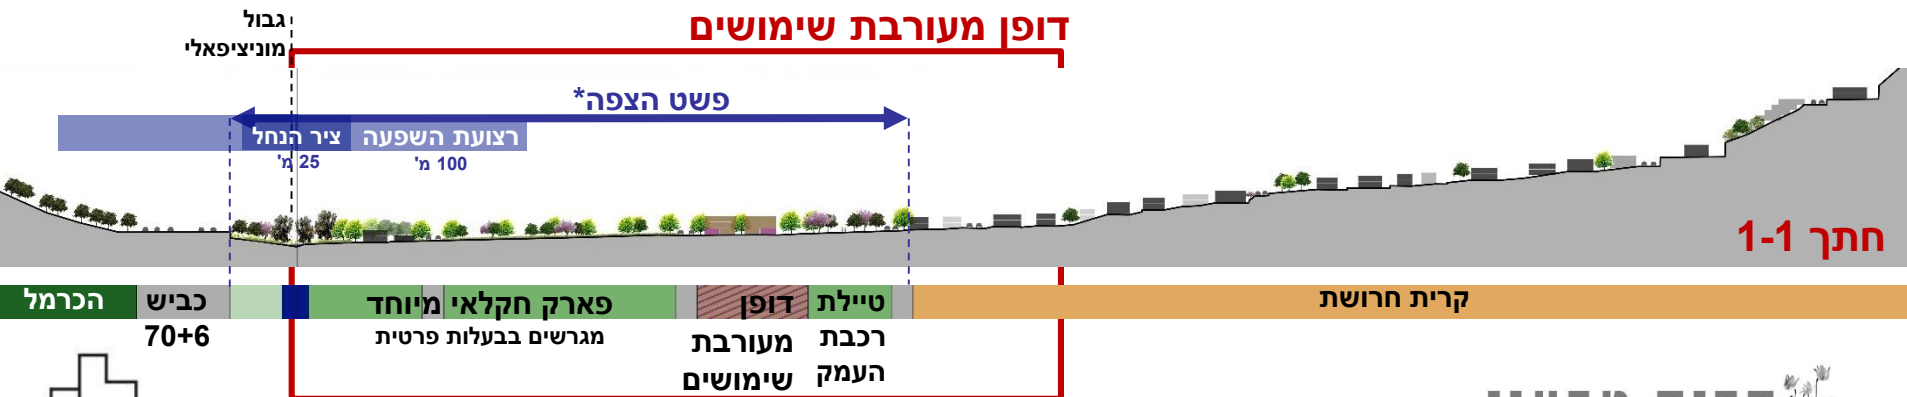 דופן מעורבת שימושים
גבול
מוניציפאלי
פשט הצפה*
רצועת השפעה
100 מ'
ציר הנחל
25 מ'
חתך 1-1
קרית חרושת
טיילת
רכבת
העמק
דופן
מעורבת
שימושים
פארק חקלאי מיוחד
מגרשים בבעלות פרטית
כביש
70+6
הכרמל